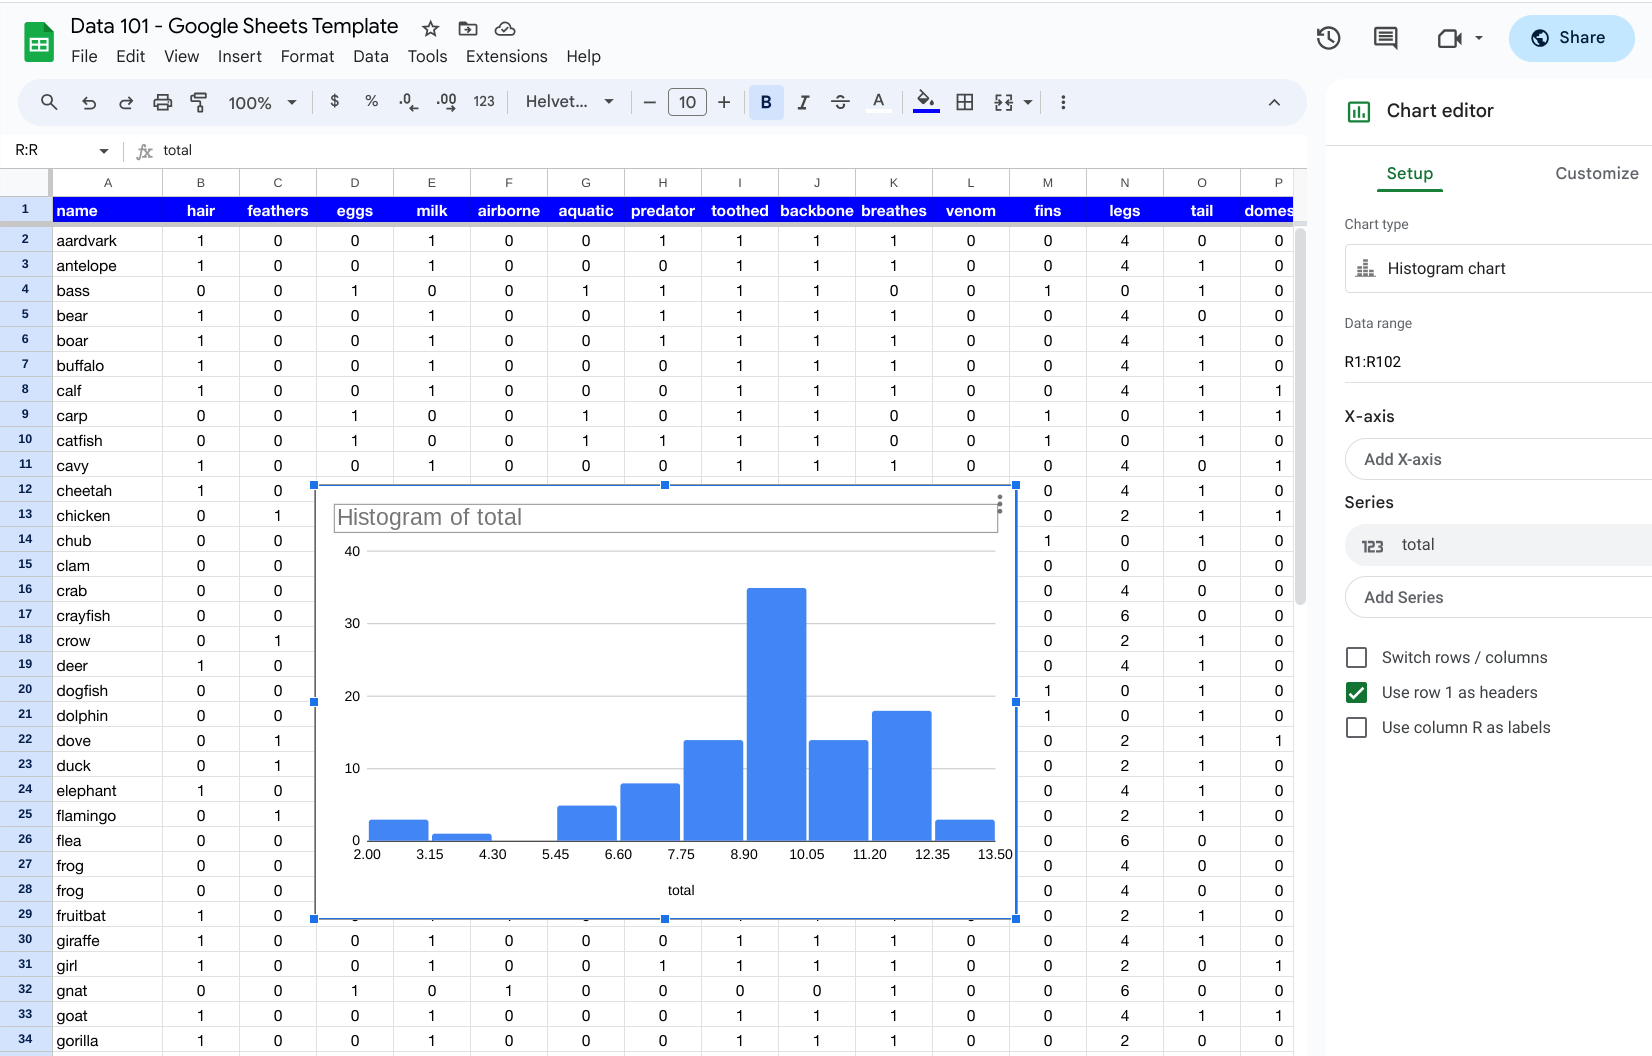 Data 101 - Google Sheets Template
File Edit View Insert Format Data Tools Extensions Help
Share
100% $ % .0 .00 123 Helvet... 10 B I S A
R:R fx total
A B C D E F G H I J K L M N O P
1 name hair feathers eggs milk airborne aquatic predator toothed backbone breathes venom fins legs tail domes
2 aardvark 1 0 0 1 0 0 1 1 1 1 0 0 4 0 0
3 antelope 1 0 0 1 0 0 0 1 1 1 0 0 4 1 0
4 bass 0 0 1 0 0 1 1 1 1 0 0 1 0 1 0
5 bear 1 0 0 1 0 0 1 1 1 1 0 0 4 0 0
6 boar 1 0 0 1 0 0 1 1 1 1 0 0 4 1 0
7 buffalo 1 0 0 1 0 0 0 1 1 1 0 0 4 1 0
8 calf 1 0 0 1 0 0 0 1 1 1 0 0 4 1 1
9 carp 0 0 1 0 0 1 0 1 1 0 0 1 0 1 1
10 catfish 0 0 1 0 0 1 1 1 1 0 0 1 0 1 0
11 cavy 1 0 0 1 0 0 0 1 1 1 0 0 4 0 1
12 cheetah 1 0 0 4 1 0
13 chicken 0 1 0 2 1 1
14 chub 0 0 1 0 1 0
15 clam 0 0 0 0 0 0
16 crab 0 0 0 4 0 0
17 crayfish 0 0 0 6 0 0
18 crow 0 1 0 2 1 0
19 deer 1 0 0 4 1 0
20 dogfish 0 0 1 0 1 0
21 dolphin 0 0 1 0 1 0
22 dove 0 1 0 2 1 1
23 duck 0 1 0 2 1 0
24 elephant 1 0 0 4 1 0
25 flamingo 0 1 0 2 1 0
26 flea 0 0 0 6 0 0
27 frog 0 0 0 4 0 0
28 frog 0 0 0 4 0 0
29 fruitbat 1 0 0 2 1 0
30 giraffe 1 0 0 1 0 0 0 1 1 1 0 0 4 1 0
31 girl 1 0 0 1 0 0 1 1 1 1 0 0 2 0 1
32 gnat 0 0 1 0 1 0 0 0 0 1 0 0 6 0 0
33 goat 1 0 0 1 0 0 0 1 1 1 0 0 4 1 1
34 gorilla 1 0 0 1 0 0 0 1 1 1 0 0 2 0 0
Histogram of total
40
30
20
10
0
2.00 3.15 4.30 5.45 6.60 7.75 8.90 10.05 11.20 12.35 13.50
total
Chart editor
Setup Customize
Chart type
Histogram chart
Data range
R1:R102
X-axis
Add X-axis
Series
123 total
Add Series
Switch rows / columns
Use row 1 as headers
Use column R as labels